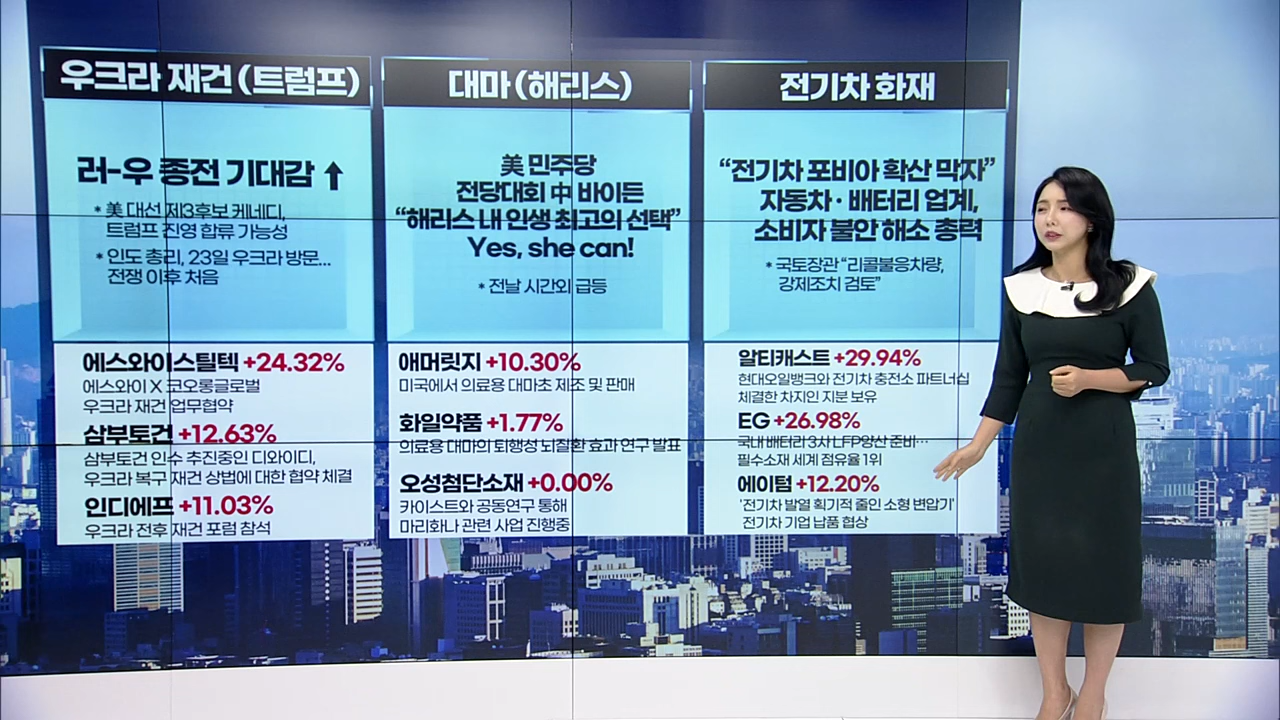 우크라 재건 (트럼프)
러-우 종전 기대감 ↑
* 美 대선 제3후보 케네디,
트럼프 진영 합류 가능성
* 인도 총리, 23일 우크라 방문...
전쟁 이후 처음
에스와이스틸텍 +24.32%
에스와이 X 코오롱글로벌
우크라 재건 업무협약
삼부토건 +12.63%
삼부토건 인수 추진중인 디와이디,
우크라 복구 재건 상법에 대한 협약 체결
인디에프 +11.03%
우크라 전후 재건 포럼 참석
대마 (해리스)
美 민주당
전당대회 中 바이든
“해리스 내 인생 최고의 선택”
Yes, she can!
* 전날 시간외 급등
애머릿지 +10.30%
미국에서 의료용 대마초 제조 및 판매
화일약품 +1.77%
의료용 대마의 퇴행성 뇌질환 효과 연구 발표
오성첨단소재 +0.00%
카이스트와 공동연구 통해
마리화나 관련 사업 진행중
전기차 화재
“전기차 포비아 확산 막자”
자동차·배터리 업계,
소비자 불안 해소 총력
* 국토장관 “리콜불응차량,
강제조치 검토”
알티캐스트 +29.94%
현대오일뱅크와 전기차 충전소 파트너십
체결한 차지인 지분 보유
EG +26.98%
국내 배터리 3사 LFP양산 준비…
필수소재 세계 점유율 1위
에이텀 +12.20%
'전기차 발열 획기적 줄인 소형 변압기'
전기차 기업 납품 협상